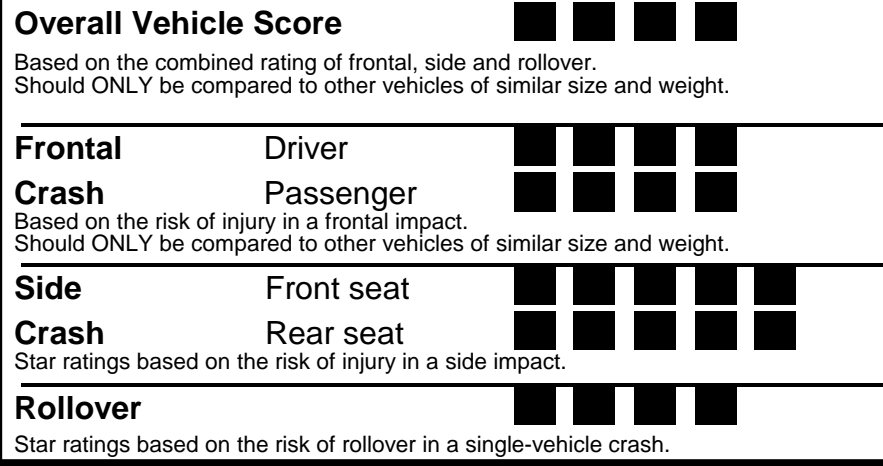 Overall Vehicle Score
Based on the combined rating of frontal, side and rollover.
Should ONLY be compared to other vehicles of similar size and weight.
Frontal Driver
Crash Passenger
Based on the risk of injury in a frontal impact.
Should ONLY be compared to other vehicles of similar size and weight.
Side Front seat
Crash Rear seat
Star ratings based on the risk of injury in a side impact.
Rollover
Star ratings based on the risk of rollover in a single-vehicle crash.